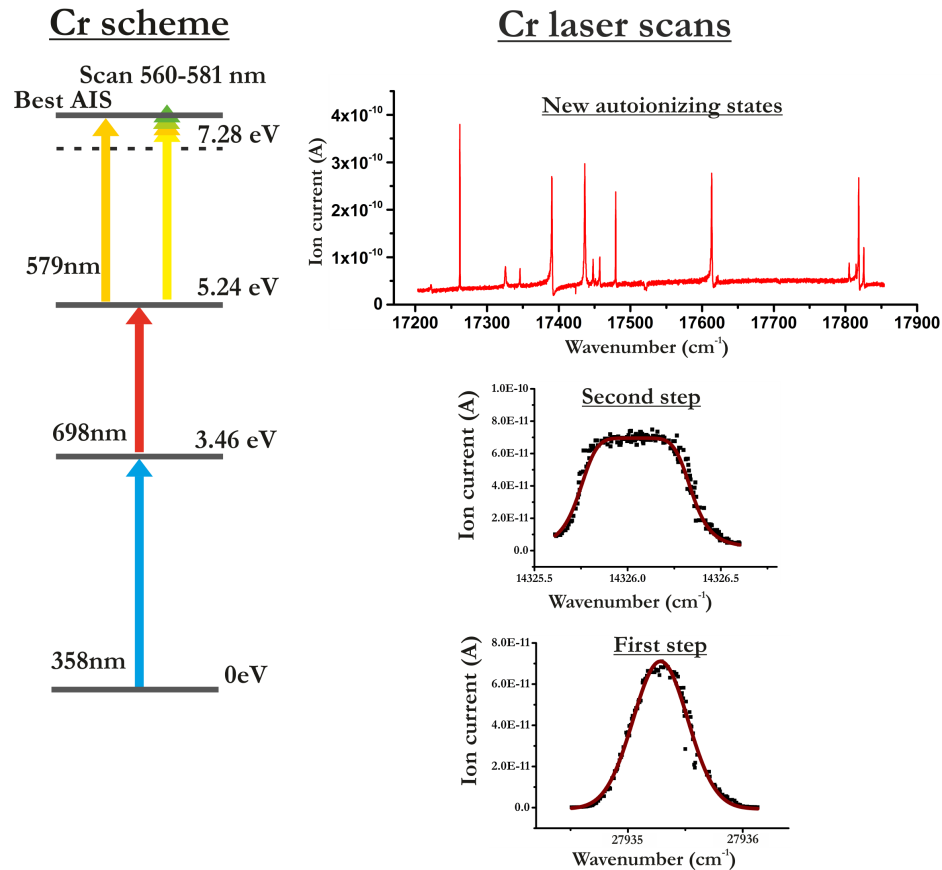 Cr scheme
Scan 560-581 nm
Best AIS
7.28 eV
579nm
5.24 eV
698nm
3.46 eV
358nm
0eV
Cr laser scans
New autoionizing states
Ion current (A)
4x10⁻¹⁰
3x10⁻¹⁰
2x10⁻¹⁰
1x10⁻¹⁰
0
17200 17300 17400 17500 17600 17700 17800 17900
Wavenumber (cm⁻¹)
Second step
Ion current (A)
1.0E-10
8.0E-11
6.0E-11
4.0E-11
2.0E-11
0.0
14325.5 14326.0 14326.5
Wavenumber (cm⁻¹)
First step
Ion current (A)
8.0E-11
6.0E-11
4.0E-11
2.0E-11
0.0
27935 27936
Wavenumber (cm⁻¹)